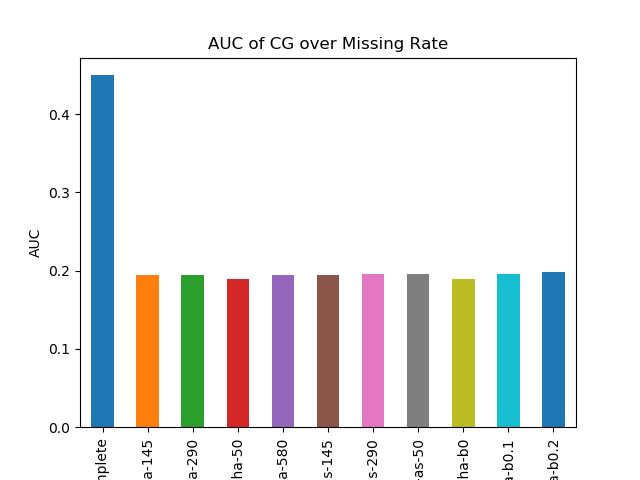 AUC of CG over Missing Rate
AUC
0.4
0.3
0.2
0.1
0.0
mplete
a-145
a-290
ha-50
a-580
s-145
s-290
-as-50
ha-b0
a-b0.1
a-b0.2